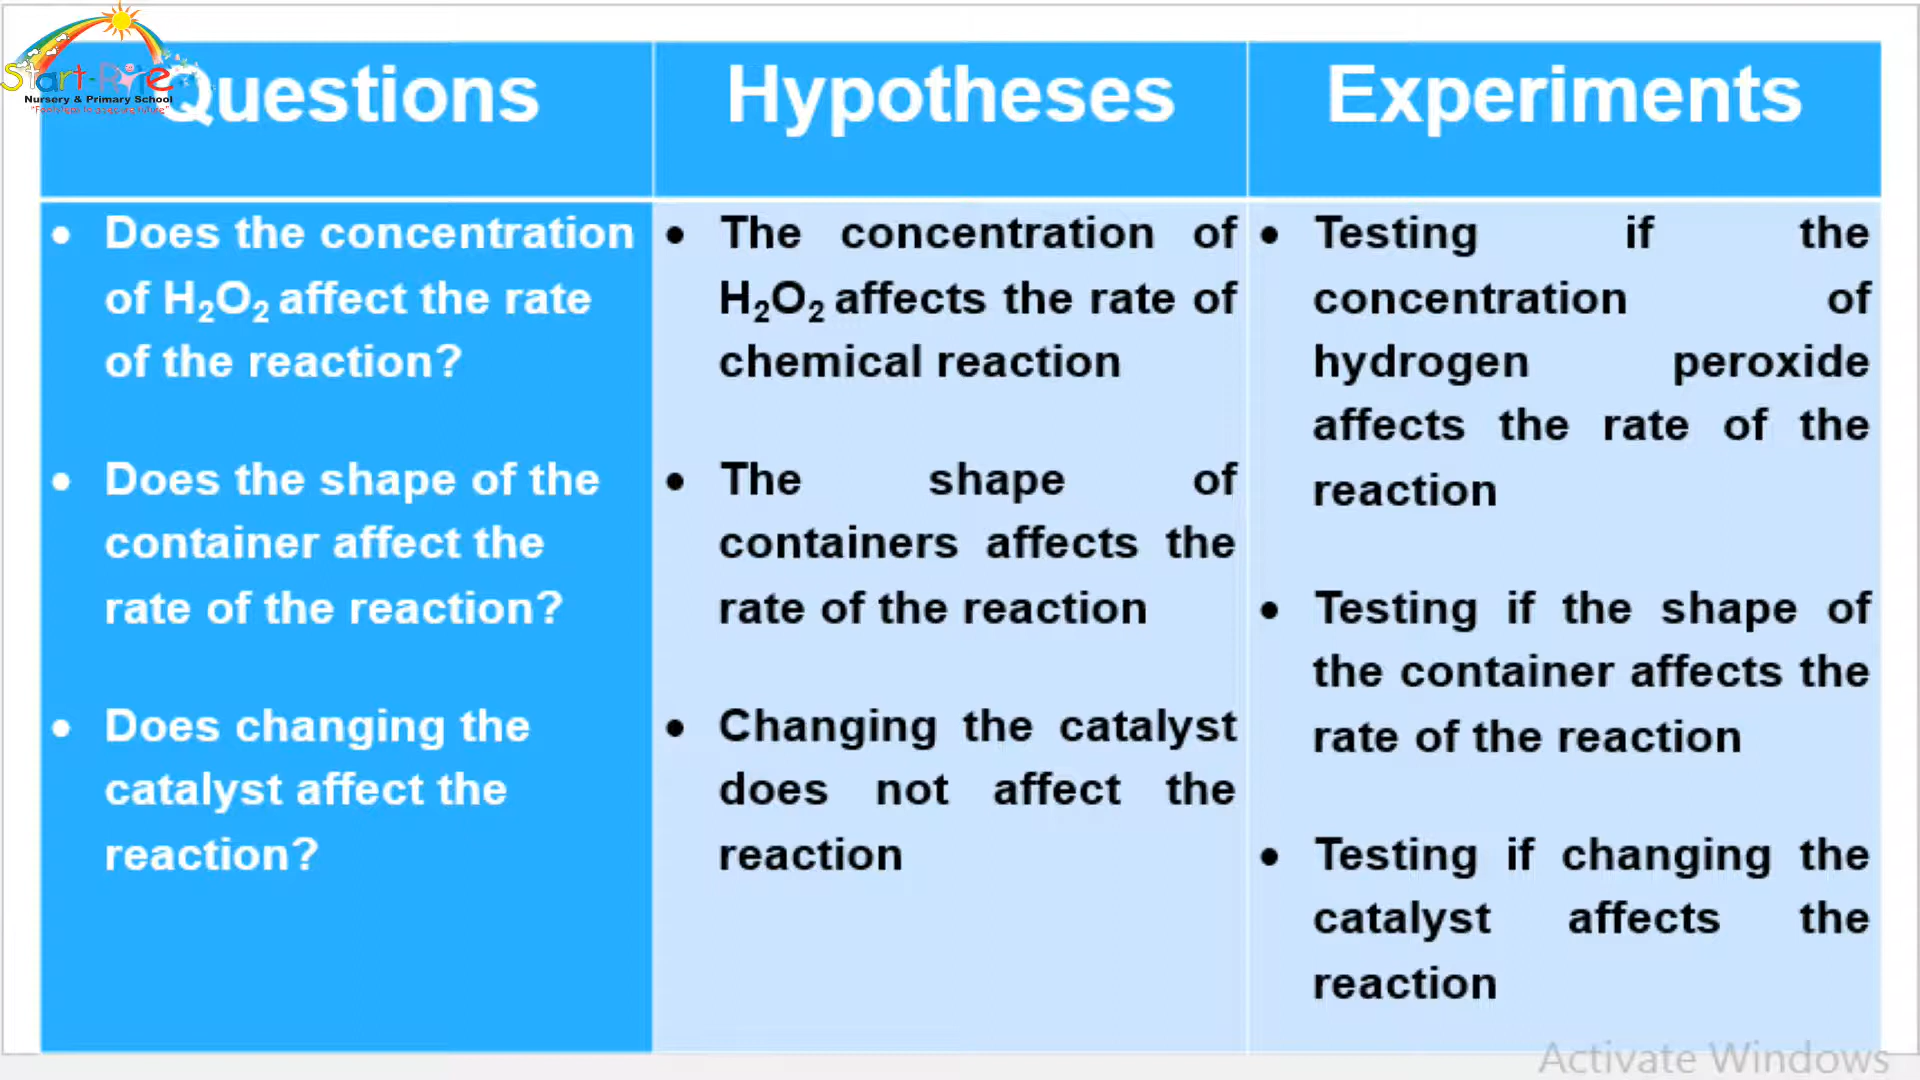 Start-Rite
Nursery & Primary School
Questions
Hypotheses
Experiments
• Does the concentration
of H₂O₂ affect the rate
of the reaction?
• Does the shape of the
container affect the
rate of the reaction?
• Does changing the
catalyst affect the
reaction?
• The concentration of
H₂O₂ affects the rate of
chemical reaction
• The shape of
containers affects the
rate of the reaction
• Changing the catalyst
does not affect the
reaction
• Testing if the
concentration of
hydrogen peroxide
affects the rate of the
reaction
• Testing if the shape of
the container affects the
rate of the reaction
• Testing if changing the
catalyst affects the
reaction
Activate Windows